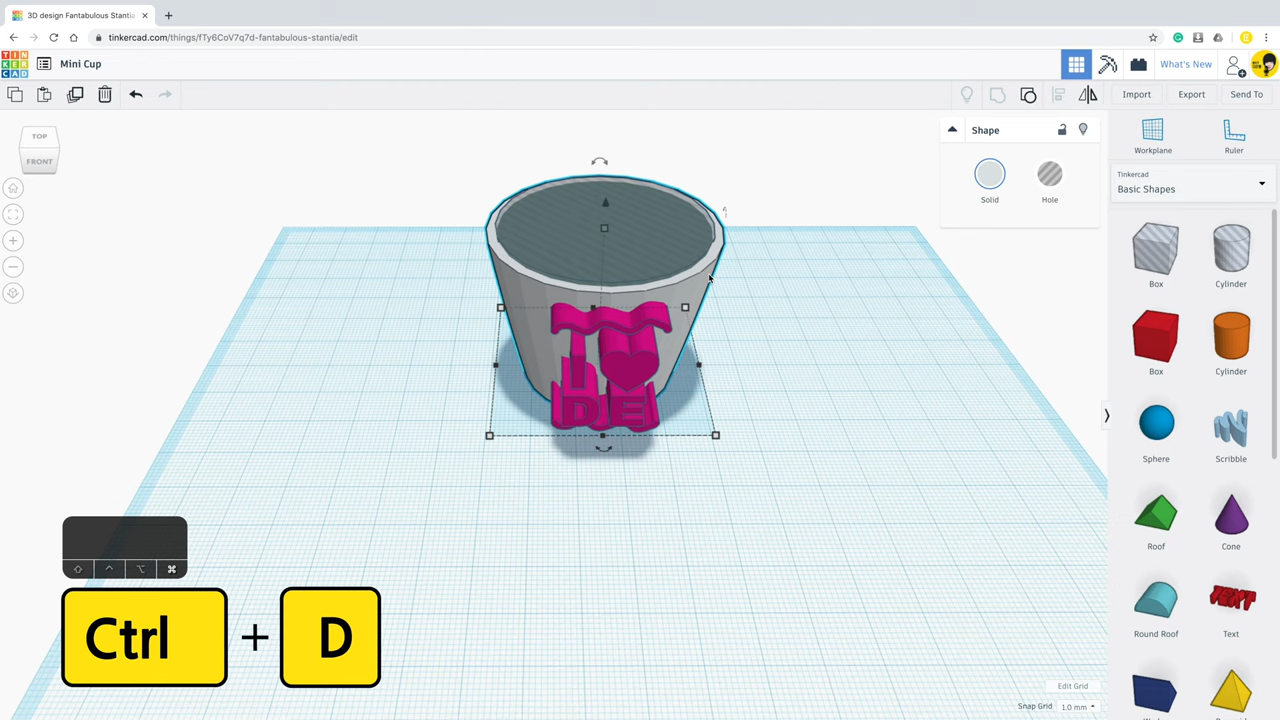 3D design Fantabulous Stantia
tinkercad.com/things/fTy6CoV7q7d-fantabulous-stantia/edit
TIN
KER
CAD
Mini Cup
What's New
Import
Export
Send To
TOP
FRONT
Shape
Solid
Hole
Workplane
Ruler
Tinkercad
Basic Shapes
Box
Cylinder
Box
Cylinder
Sphere
Scribble
Roof
Cone
Round Roof
TEXT
Text
I ♥
DE
Ctrl + D
Edit Grid
Snap Grid 1.0 mm